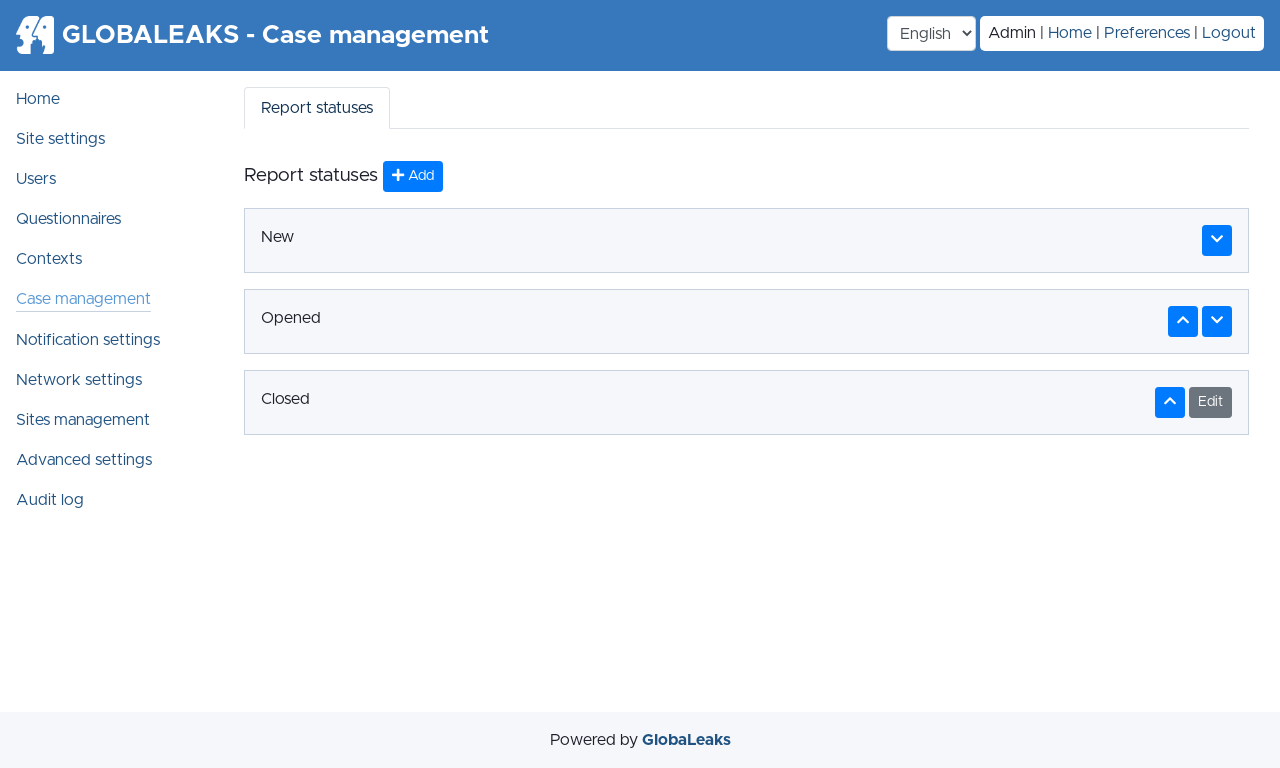 GLOBALEAKS - Case management
English
Admin | Home | Preferences | Logout
Home
Site settings
Users
Questionnaires
Contexts
Case management
Notification settings
Network settings
Sites management
Advanced settings
Audit log
Report statuses
Report statuses
Add
New
Opened
Closed
Edit
Powered by GlobaLeaks